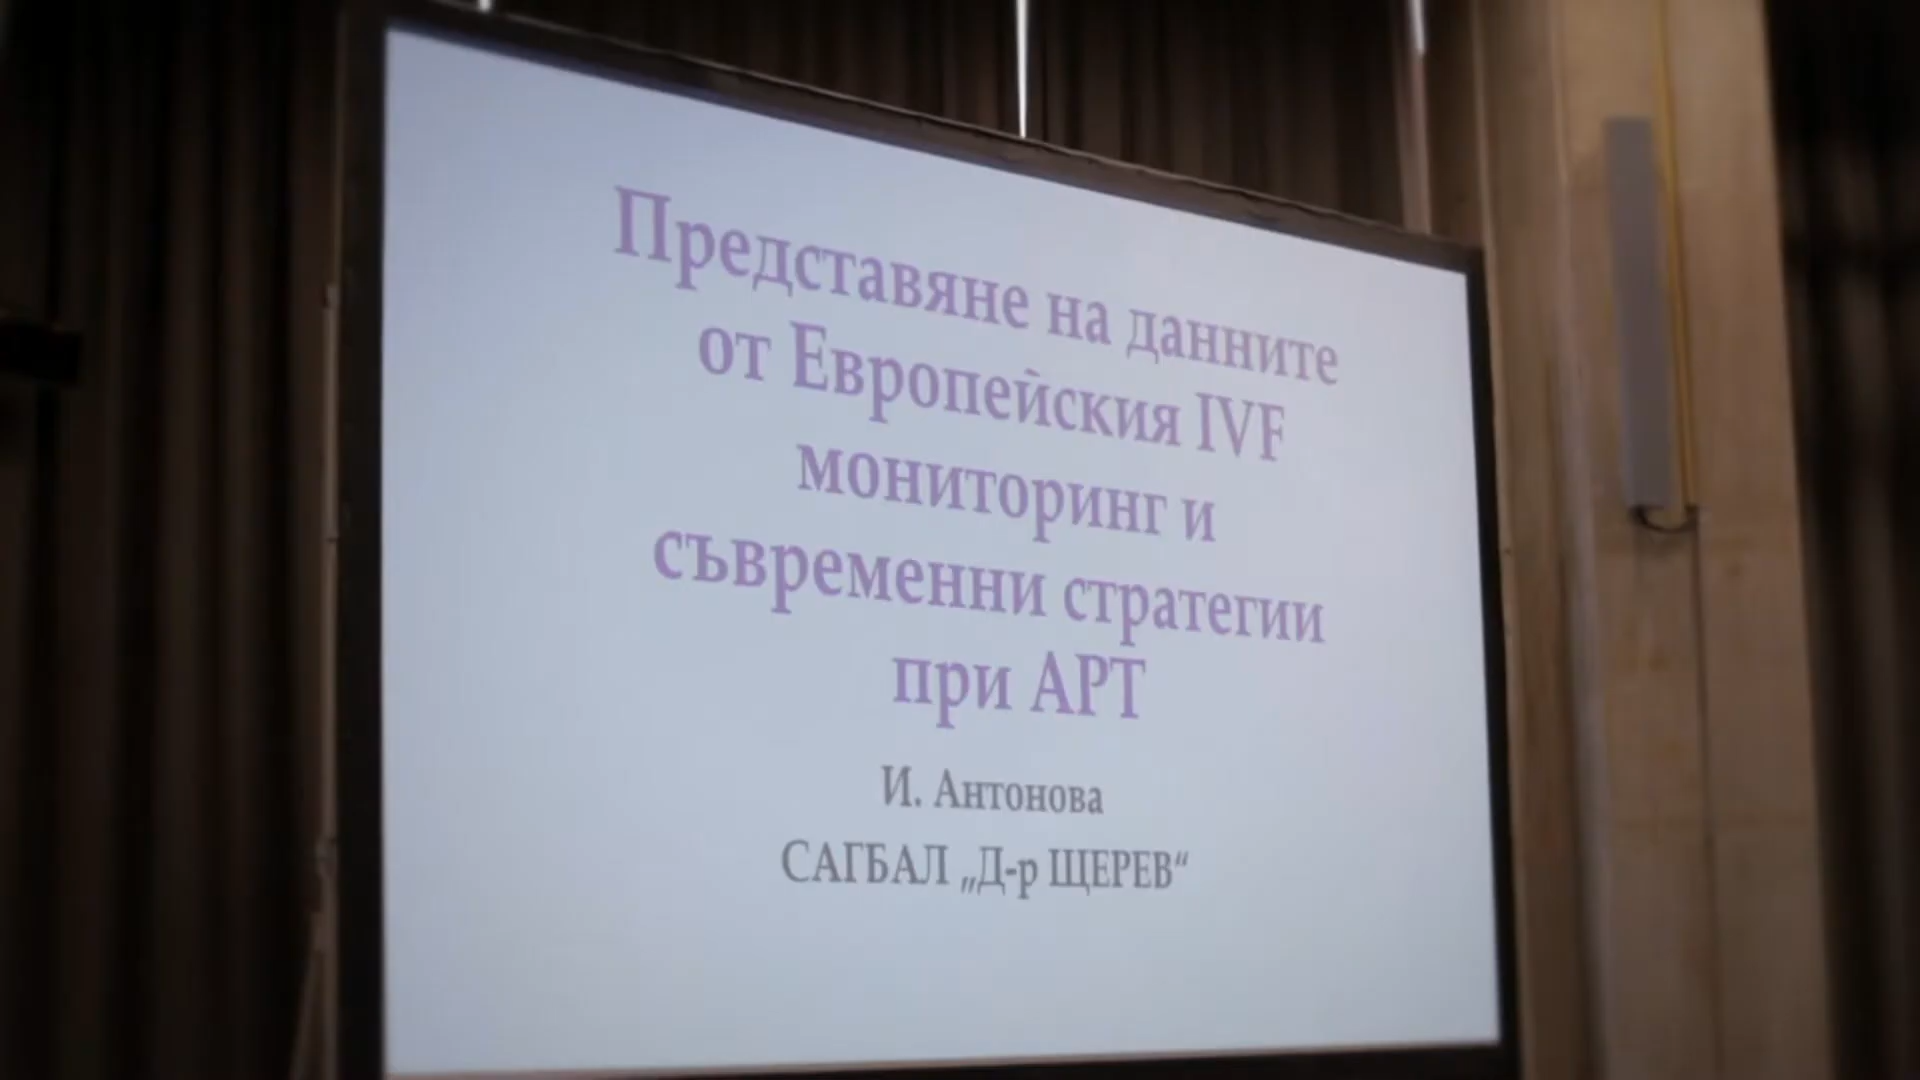 Представяне на данните
от Европейския IVF
мониторинг и
съвременни стратегии
при АРТ
И. Антонова
САГБАЛ „Д-р ЩЕРЕВ“